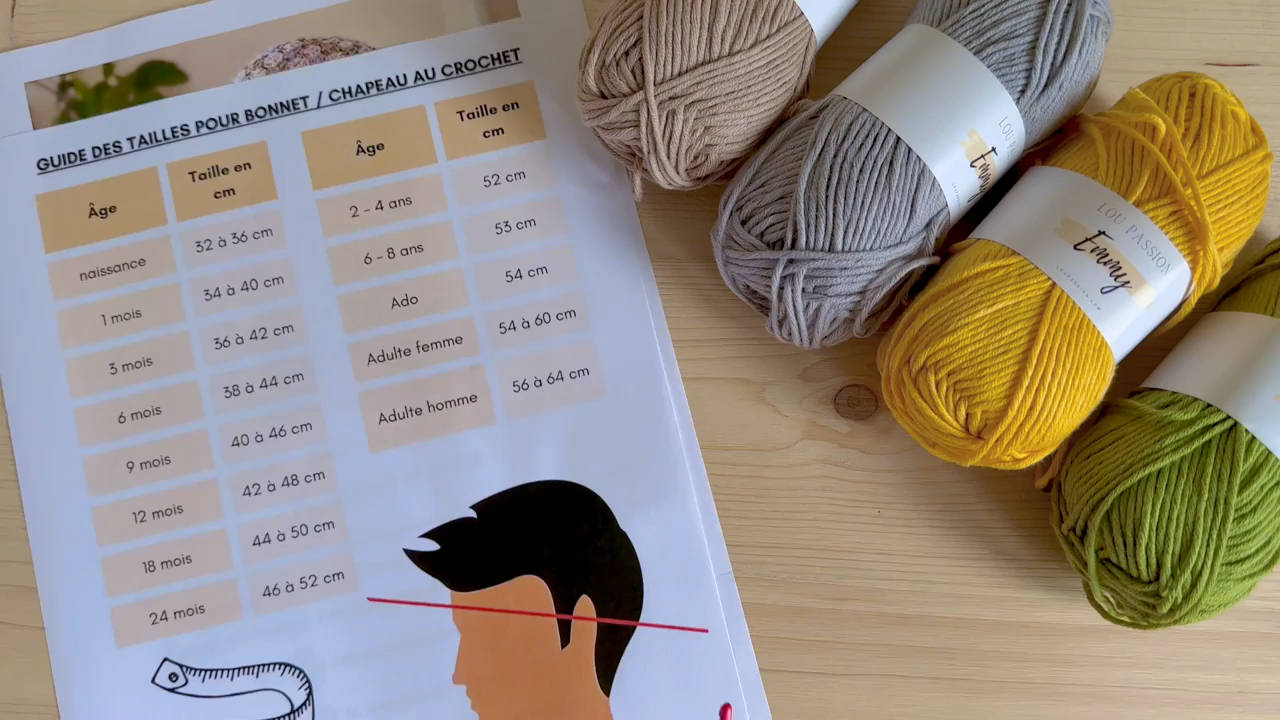 GUIDE DES TAILLES POUR BONNET / CHAPEAU AU CROCHET
Âge
Taille en
cm
naissance
32 à 36 cm
1 mois
34 à 40 cm
3 mois
36 à 42 cm
6 mois
38 à 44 cm
9 mois
40 à 46 cm
12 mois
42 à 48 cm
18 mois
44 à 50 cm
24 mois
46 à 52 cm
Âge
Taille en
cm
2 - 4 ans
52 cm
6 - 8 ans
53 cm
Ado
54 cm
Adulte femme
54 à 60 cm
Adulte homme
56 à 64 cm
LOU PASSION
Emmy